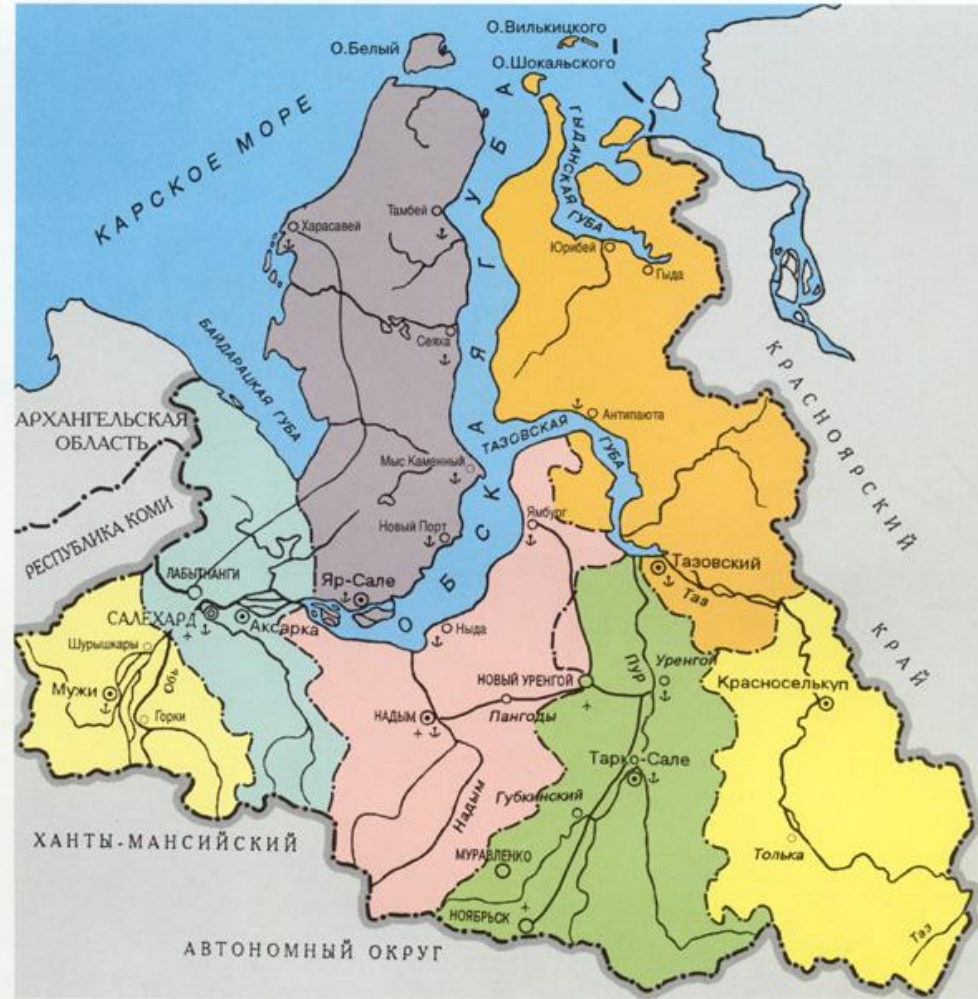 О.Белый
О.Вилькицкого
О.Шокальского
КАРСКОЕ МОРЕ
ОБСКАЯ ГУБА
ГЫДАНСКАЯ ГУБА
Тамбей
Харасавей
Юрибей
Гыда
Сеяха
БАЙДАРАЦКАЯ ГУБА
КРАСНОЯРСКИЙ КРАЙ
АРХАНГЕЛЬСКАЯ
ОБЛАСТЬ
Антипаюта
ТАЗОВСКАЯ ГУБА
Мыс Каменный
РЕСПУБЛИКА КОМИ
Новый Порт
Ямбург
Тазовский
Таз
ЛАБЫТНАНГИ
Яр-Сале
САЛЕХАРД
Аксарка
Ныда
Шурышкары
Обь
Мужи
Горки
НОВЫЙ УРЕНГОЙ
Пур
Уренгой
Красноселькуп
НАДЫМ
Пангоды
Тарко-Сале
Надым
Губкинский
ХАНТЫ-МАНСИЙСКИЙ
МУРАВЛЕНКО
Толька
НОЯБРЬСК
Таз
АВТОНОМНЫЙ ОКРУГ